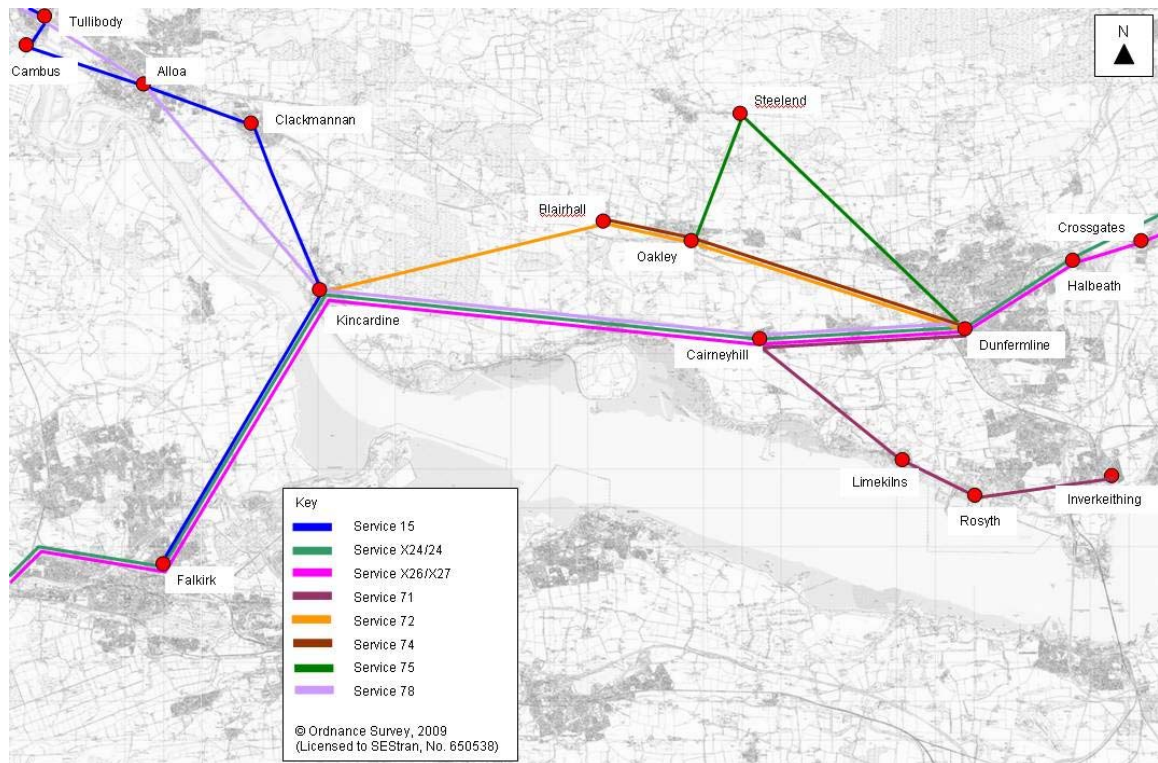 Tullibody
N
Cambus
Alloa
Steelend
Clackmannan
Blairhall
Crossgates
Oakley
Halbeath
Kincardine
Dunfermline
Cairneyhill
Limekilns
Inverkeithing
Rosyth
Falkirk
Key
Service 15
Service X24/24
Service X26/X27
Service 71
Service 72
Service 74
Service 75
Service 78
© Ordnance Survey, 2009
(Licensed to SEStran, No. 650538)